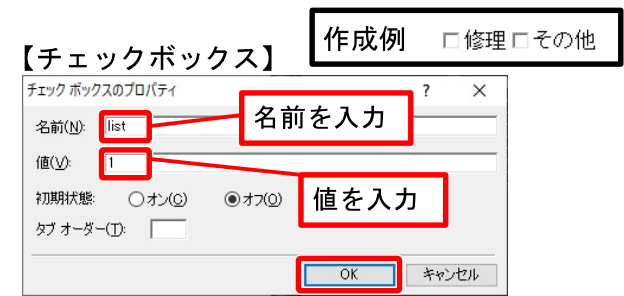 作成例 □修理□その他
【チェックボックス】
チェック ボックスのプロパティ ? ×
名前(N): list
名前を入力
値(V): 1
値を入力
初期状態: ○オン(C) ◉オフ(O)
タブ オーダー(T):
OK キャンセル